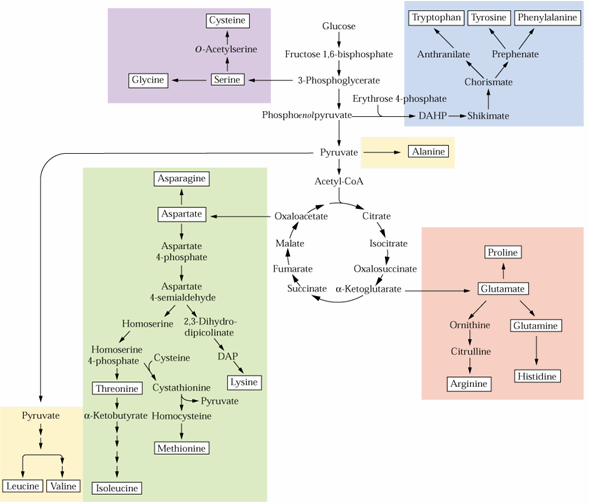 Cysteine
O-Acetylserine
Glycine
Serine
Glucose
Fructose 1,6-bisphosphate
3-Phosphoglycerate
Phosphoenolpyruvate
Erythrose 4-phosphate
DAHP
Shikimate
Chorismate
Anthranilate
Prephenate
Tryptophan
Tyrosine
Phenylalanine
Pyruvate
Alanine
Acetyl-CoA
Oxaloacetate
Citrate
Isocitrate
Oxalosuccinate
α-Ketoglutarate
Succinate
Fumarate
Malate
Asparagine
Aspartate
Aspartate
4-phosphate
Aspartate
4-semialdehyde
Homoserine
2,3-Dihydro-
dipicolinate
Homoserine
4-phosphate
Cysteine
DAP
Lysine
Threonine
Cystathionine
Pyruvate
α-Ketobutyrate
Homocysteine
Methionine
Isoleucine
Proline
Glutamate
Ornithine
Glutamine
Citrulline
Arginine
Histidine
Pyruvate
Leucine
Valine